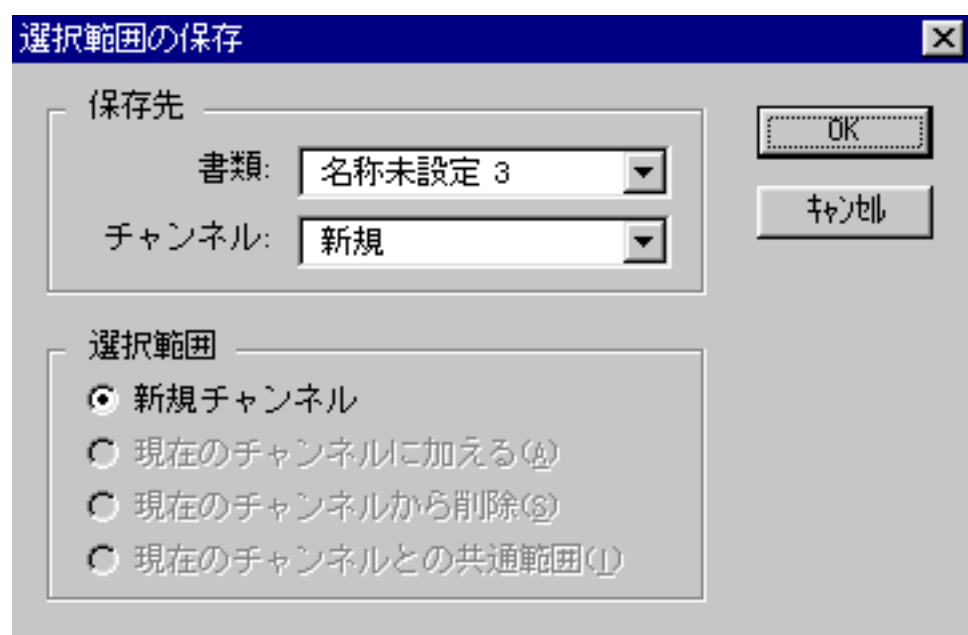 選択範囲の保存
保存先
書類: 名称未設定 3
チャンネル: 新規
OK
ｷｬﾝｾﾙ
選択範囲
新規チャンネル
現在のチャンネルに加える(A)
現在のチャンネルから削除(S)
現在のチャンネルとの共通範囲(I)